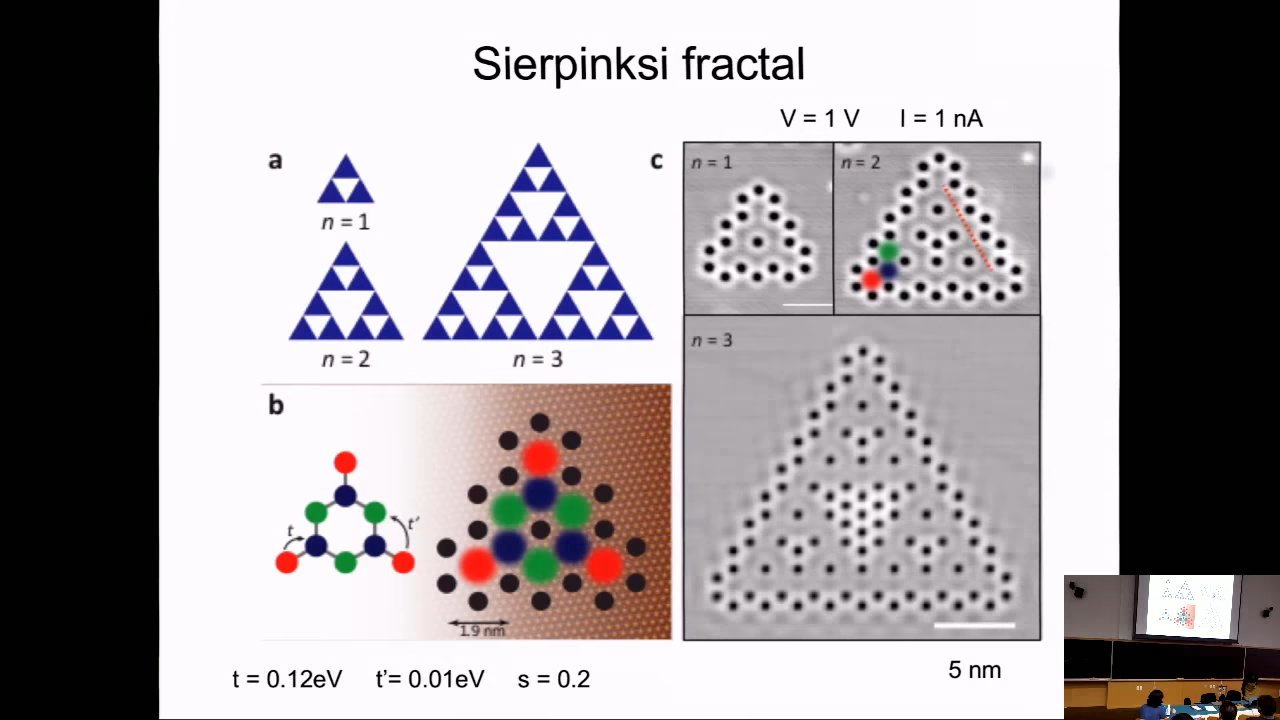 Sierpinksi fractal
V = 1 V I = 1 nA
a
n = 1
n = 2
n = 3
b
t
t'
1.9 nm
c
n = 1
n = 2
n = 3
t = 0.12eV t'= 0.01eV s = 0.2
5 nm